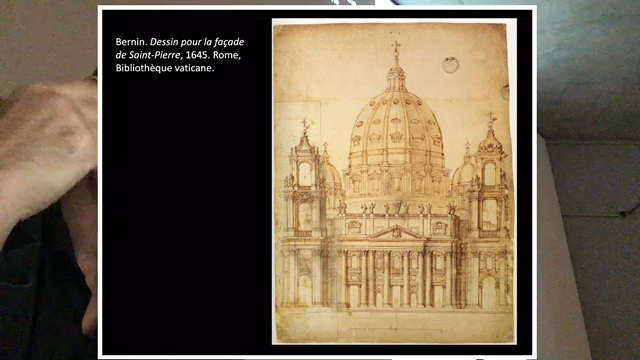 Bernin. Dessin pour la façade
de Saint-Pierre, 1645. Rome,
Bibliothèque vaticane.